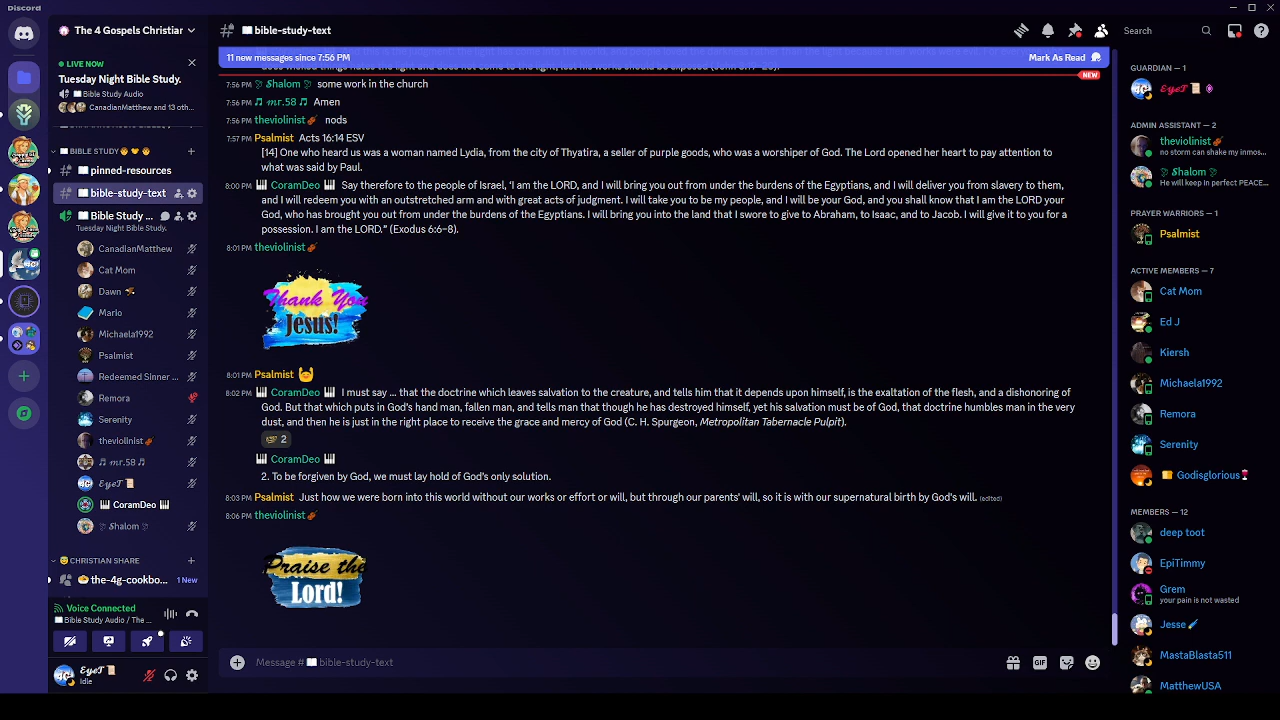 Discord
The 4 Gospels Christian
LIVE NOW
Tuesday Night Bible Study.
Bible Study Audio
CanadianMatthew and 13 oth...
BIBLE STUDY
pinned-resources
bible-study-text
Bible Study ...
Tuesday Night Bible Study.
CanadianMatthew
Cat Mom
Dawn
Mario
Michaela1992
Psalmist
Redeemed Sinner ...
Remora
Serenity
theviolinist
𝓶𝓻.58
𝓔𝔂𝓮𝓣
CoramDeo
𝓢halom
CHRISTIAN SHARE
the-4g-cookbo...
1 New
Voice Connected
Bible Study Audio / The ...
𝓔𝔂𝓮𝓣
Idle
bible-study-text
Search
11 new messages since 7:56 PM
Mark As Read
NEW
7:56 PM 𝓢halom some work in the church
7:56 PM 𝓶𝓻.58 Amen
7:56 PM theviolinist nods
7:57 PM Psalmist Acts 16:14 ESV
[14] One who heard us was a woman named Lydia, from the city of Thyatira, a seller of purple goods, who was a worshiper of God. The Lord opened her heart to pay attention to
what was said by Paul.
8:00 PM CoramDeo Say therefore to the people of Israel, 'I am the LORD, and I will bring you out from under the burdens of the Egyptians, and I will deliver you from slavery to them,
and I will redeem you with an outstretched arm and with great acts of judgment. I will take you to be my people, and I will be your God, and you shall know that I am the LORD your
God, who has brought you out from under the burdens of the Egyptians. I will bring you into the land that I swore to give to Abraham, to Isaac, and to Jacob. I will give it to you for a
possession. I am the LORD.” (Exodus 6:6–8).
8:01 PM theviolinist
Thank You
Jesus!
8:01 PM Psalmist
8:02 PM CoramDeo I must say ... that the doctrine which leaves salvation to the creature, and tells him that it depends upon himself, is the exaltation of the flesh, and a dishonoring of
God. But that which puts in God's hand man, fallen man, and tells man that though he has destroyed himself, yet his salvation must be of God, that doctrine humbles man in the very
dust, and then he is just in the right place to receive the grace and mercy of God (C. H. Spurgeon, Metropolitan Tabernacle Pulpit).
2
CoramDeo
2. To be forgiven by God, we must lay hold of God's only solution.
8:03 PM Psalmist Just how we were born into this world without our works or effort or will, but through our parents' will, so it is with our supernatural birth by God's will. (edited)
8:06 PM theviolinist
Praise the
Lord!
Message # bible-study-text
GIF
GUARDIAN — 1
𝓔𝔂𝓮𝓣
ADMIN ASSISTANT — 2
theviolinist
no storm can shake my inmos...
𝓢halom
He will keep in perfect PEACE...
PRAYER WARRIORS — 1
Psalmist
ACTIVE MEMBERS — 7
Cat Mom
Ed J
Kiersh
Michaela1992
Remora
Serenity
Godisglorious
MEMBERS — 12
deep toot
EpiTimmy
Grem
your pain is not wasted
Jesse
MastaBlasta511
MatthewUSA